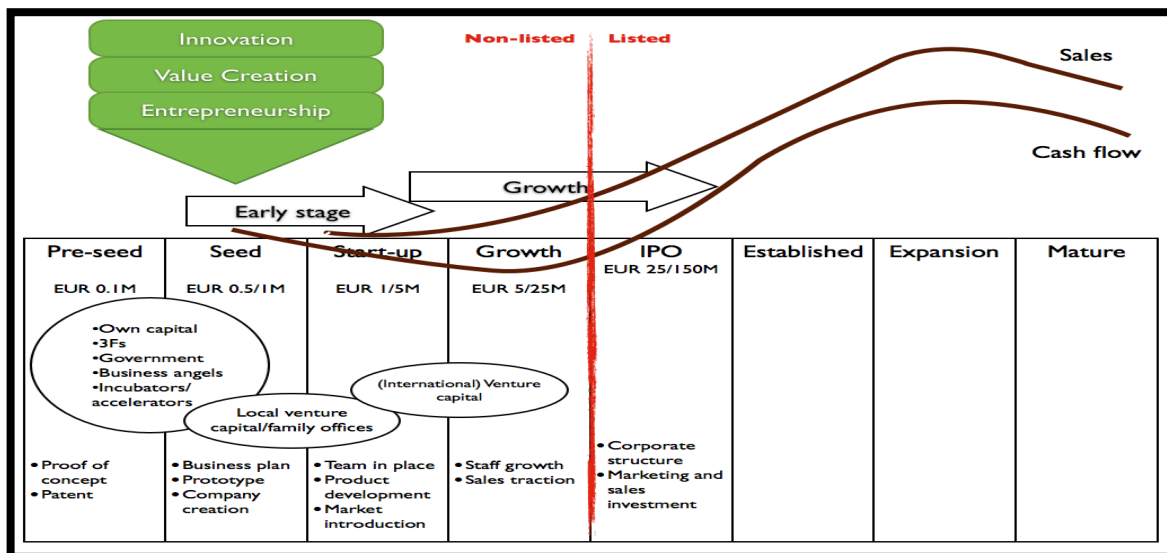 Innovation
Value Creation
Entrepreneurship
Non-listed Listed
Sales
Cash flow
Growth
Early stage
Pre-seed
EUR 0.1M
Seed
EUR 0.5/1M
Start-up
EUR 1/5M
Growth
EUR 5/25M
IPO
EUR 25/150M
Established
Expansion
Mature
•Own capital
•3Fs
•Government
•Business angels
•Incubators/
accelerators
Local venture
capital/family offices
(International) Venture
capital
• Proof of
concept
• Patent
• Business plan
• Prototype
• Company
creation
• Team in place
• Product
development
• Market
introduction
• Staff growth
• Sales traction
• Corporate
structure
• Marketing and
sales
investment